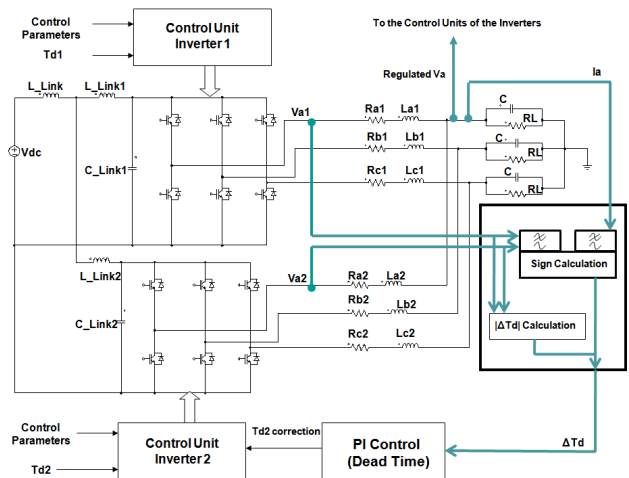 Control
Parameters
Td1
Control Unit
Inverter 1
To the Control Units of the Inverters
Regulated Va
Ia
L_Link
L_Link1
Vdc
C_Link1
Va1
Ra1
La1
Rb1
Lb1
Rc1
Lc1
C
RL
C
RL
C
RL
Sign Calculation
|ΔTd| Calculation
L_Link2
C_Link2
Va2
Ra2
La2
Rb2
Lb2
Rc2
Lc2
Control
Parameters
Td2
Control Unit
Inverter 2
Td2 correction
PI Control
(Dead Time)
ΔTd